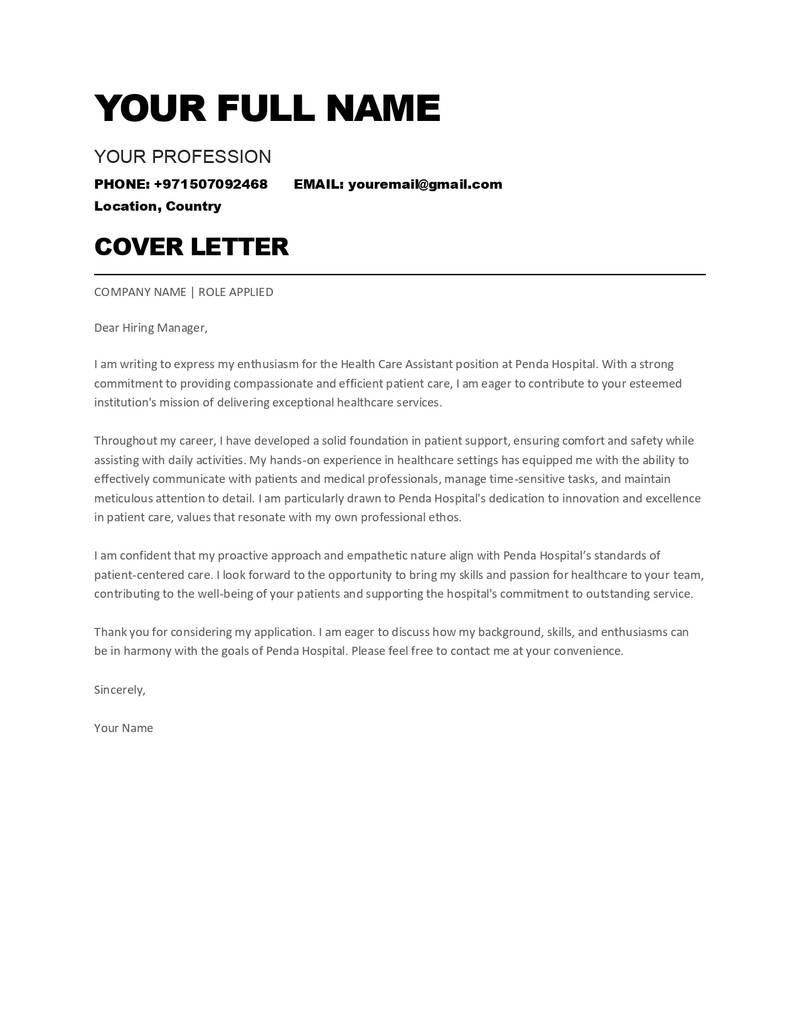 YOUR FULL NAME
YOUR PROFESSION
PHONE: +971507092468 EMAIL: youremail@gmail.com
Location, Country
COVER LETTER
COMPANY NAME | ROLE APPLIED
Dear Hiring Manager,
I am writing to express my enthusiasm for the Health Care Assistant position at Penda Hospital. With a strong
commitment to providing compassionate and efficient patient care, I am eager to contribute to your esteemed
institution's mission of delivering exceptional healthcare services.
Throughout my career, I have developed a solid foundation in patient support, ensuring comfort and safety while
assisting with daily activities. My hands-on experience in healthcare settings has equipped me with the ability to
effectively communicate with patients and medical professionals, manage time-sensitive tasks, and maintain
meticulous attention to detail. I am particularly drawn to Penda Hospital's dedication to innovation and excellence
in patient care, values that resonate with my own professional ethos.
I am confident that my proactive approach and empathetic nature align with Penda Hospital’s standards of
patient-centered care. I look forward to the opportunity to bring my skills and passion for healthcare to your team,
contributing to the well-being of your patients and supporting the hospital's commitment to outstanding service.
Thank you for considering my application. I am eager to discuss how my background, skills, and enthusiasms can
be in harmony with the goals of Penda Hospital. Please feel free to contact me at your convenience.
Sincerely,
Your Name